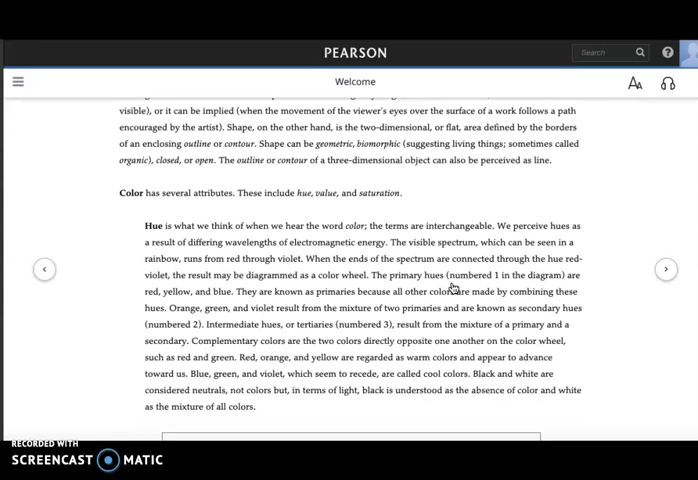 PEARSON
Search
Welcome
AA
visible), or it can be implied (when the movement of the viewer's eyes over the surface of a work follows a path
encouraged by the artist). Shape, on the other hand, is the two-dimensional, or flat, area defined by the borders
of an enclosing outline or contour. Shape can be geometric, biomorphic (suggesting living things; sometimes called
organic), closed, or open. The outline or contour of a three-dimensional object can also be perceived as line.
Color has several attributes. These include hue, value, and saturation.
Hue is what we think of when we hear the word color; the terms are interchangeable. We perceive hues as
a result of differing wavelengths of electromagnetic energy. The visible spectrum, which can be seen in a
rainbow, runs from red through violet. When the ends of the spectrum are connected through the hue red-
violet, the result may be diagrammed as a color wheel. The primary hues (numbered 1 in the diagram) are
red, yellow, and blue. They are known as primaries because all other colors are made by combining these
hues. Orange, green, and violet result from the mixture of two primaries and are known as secondary hues
(numbered 2). Intermediate hues, or tertiaries (numbered 3), result from the mixture of a primary and a
secondary. Complementary colors are the two colors directly opposite one another on the color wheel,
such as red and green. Red, orange, and yellow are regarded as warm colors and appear to advance
toward us. Blue, green, and violet, which seem to recede, are called cool colors. Black and white are
considered neutrals, not colors but, in terms of light, black is understood as the absence of color and white
as the mixture of all colors.
RECORDED WITH
SCREENCAST MATIC